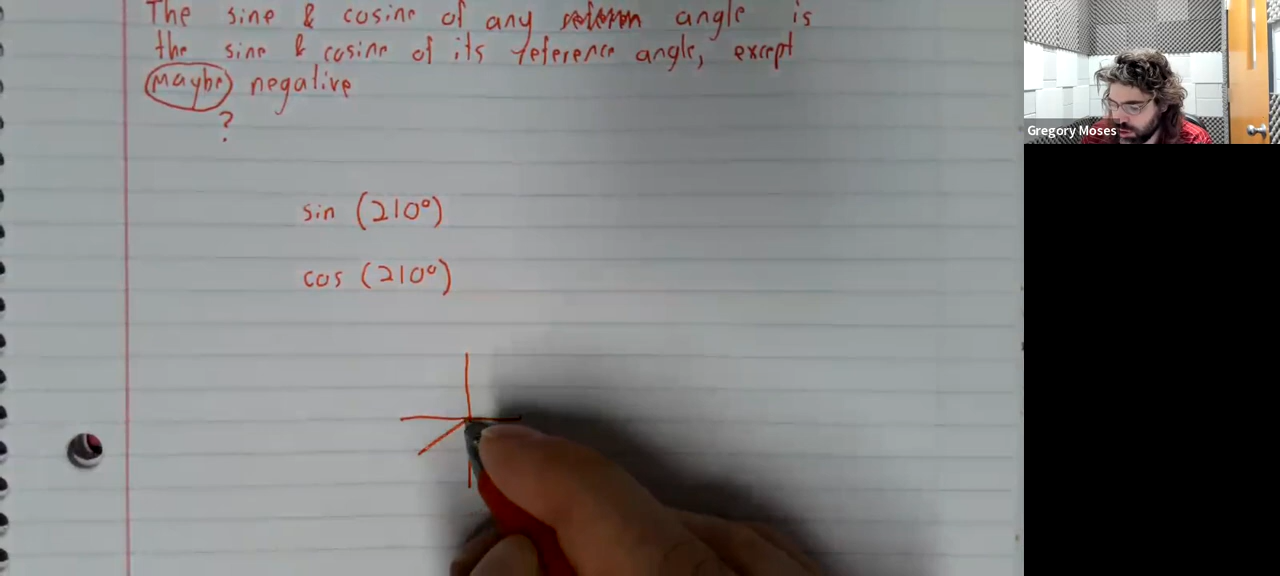 The sine & cosine of any angle is
the sine & cosine of its reference angle, except
Maybe negative
?
sin (210°)
cos (210°)
Gregory Moses